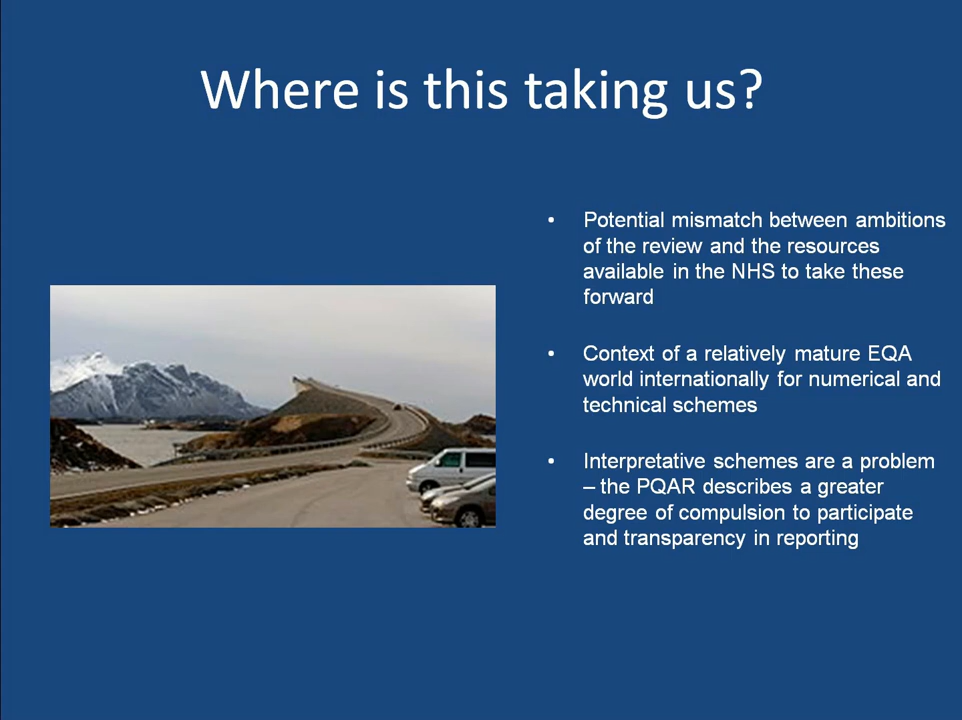 Where is this taking us?
• Potential mismatch between ambitions
of the review and the resources
available in the NHS to take these
forward
• Context of a relatively mature EQA
world internationally for numerical and
technical schemes
• Interpretative schemes are a problem
– the PQAR describes a greater
degree of compulsion to participate
and transparency in reporting